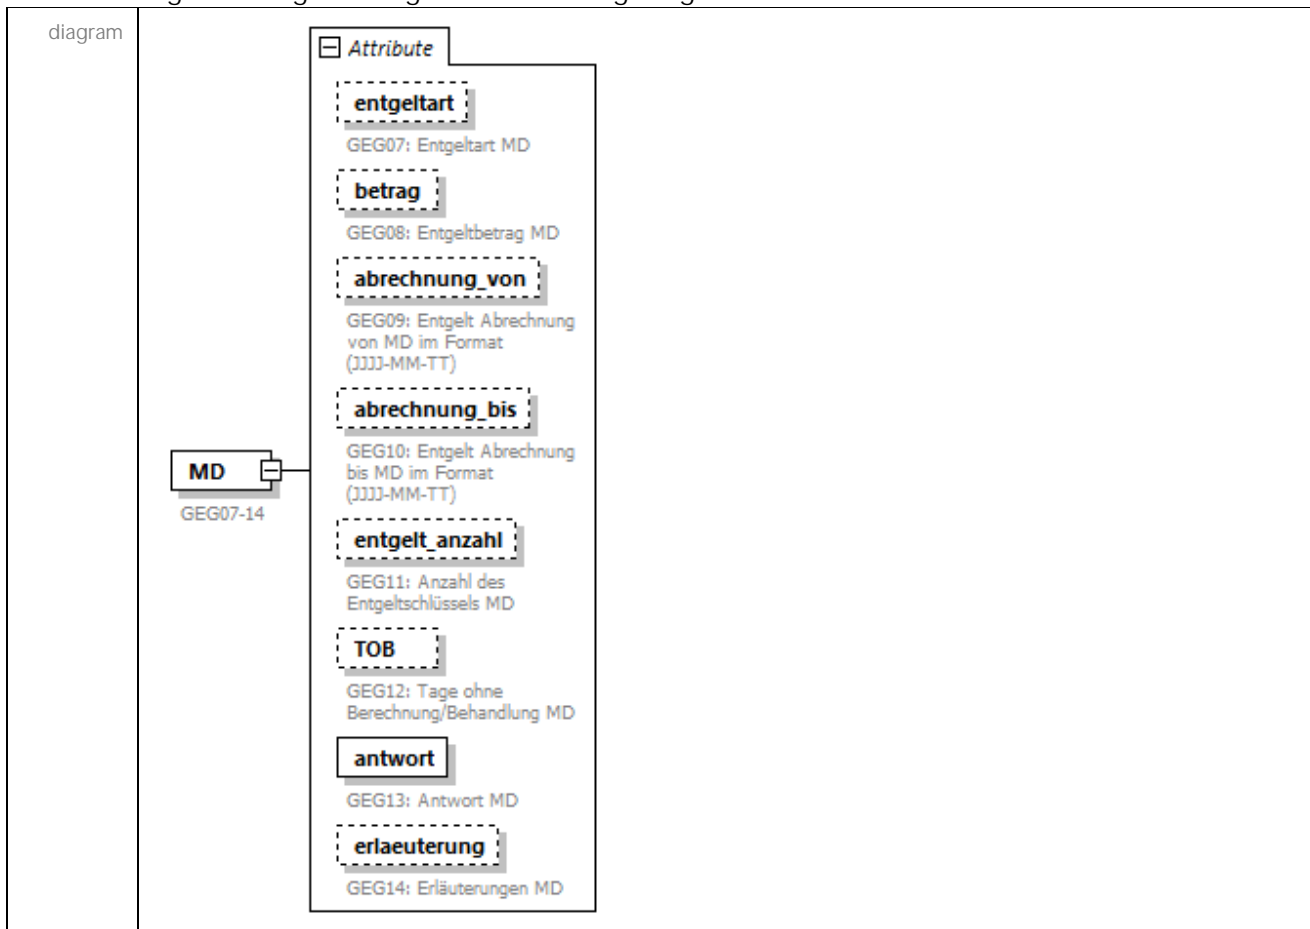 diagram
Attribute
entgeltart
GEG07: Entgeltart MD
betrag
GEG08: Entgeltbetrag MD
abrechnung_von
GEG09: Entgelt Abrechnung
von MD im Format
(JJJJ-MM-TT)
abrechnung_bis
GEG10: Entgelt Abrechnung
bis MD im Format
(JJJJ-MM-TT)
MD
GEG07-14
entgelt_anzahl
GEG11: Anzahl des
Entgeltschlüssels MD
TOB
GEG12: Tage ohne
Berechnung/Behandlung MD
antwort
GEG13: Antwort MD
erlaeuterung
GEG14: Erläuterungen MD